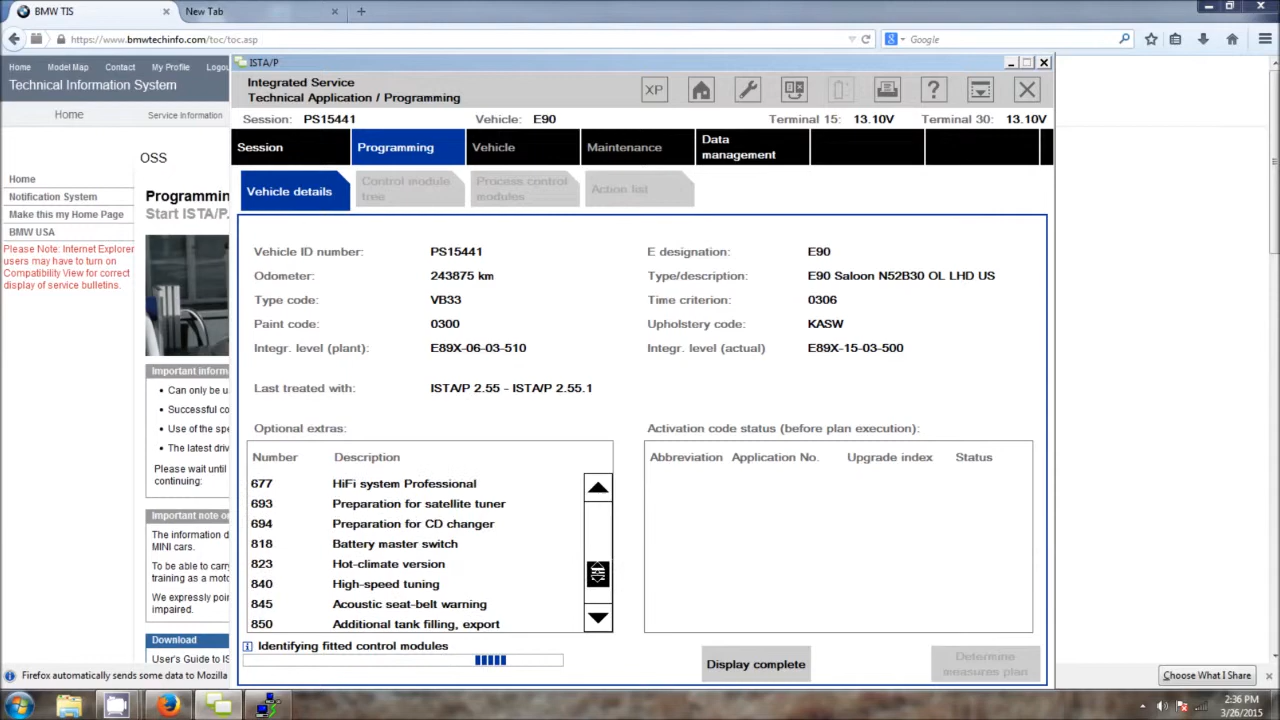 BMW TIS
New Tab
https://www.bmwtechinfo.com/toc/toc.asp
Google
Home Model Map Contact My Profile Logou
Technical Information System
Home Service Information
OSS
Home
Notification System
Make this my Home Page
BMW USA
Please Note: Internet Explorer
users may have to turn on
Compatibility View for correct
display of service bulletins.
Programmin
Start ISTA/P.
Important inform
Can only be u
Successful co
Use of the spe
The latest driv
Please wait until
continuing:
Important note o
The information d
MINI cars.
To be able to carry
training as a moto
We expressly poin
impaired.
Download
User's Guide to IS
ISTA/P
Integrated Service
Technical Application / Programming
XP
Session: PS15441 Vehicle: E90 Terminal 15: 13.10V Terminal 30: 13.10V
Session Programming Vehicle Maintenance Data management
Vehicle details Control module tree Process control modules Action list
Vehicle ID number: PS15441 E designation: E90
Odometer: 243875 km Type/description: E90 Saloon N52B30 OL LHD US
Type code: VB33 Time criterion: 0306
Paint code: 0300 Upholstery code: KASW
Integr. level (plant): E89X-06-03-510 Integr. level (actual) E89X-15-03-500
Last treated with: ISTA/P 2.55 - ISTA/P 2.55.1
Optional extras: Activation code status (before plan execution):
Number Description Abbreviation Application No. Upgrade index Status
677 HiFi system Professional
693 Preparation for satellite tuner
694 Preparation for CD changer
818 Battery master switch
823 Hot-climate version
840 High-speed tuning
845 Acoustic seat-belt warning
850 Additional tank filling, export
Identifying fitted control modules
Display complete
Determine
measures plan
Firefox automatically sends some data to Mozilla
Choose What I Share
2:36 PM
3/26/2015